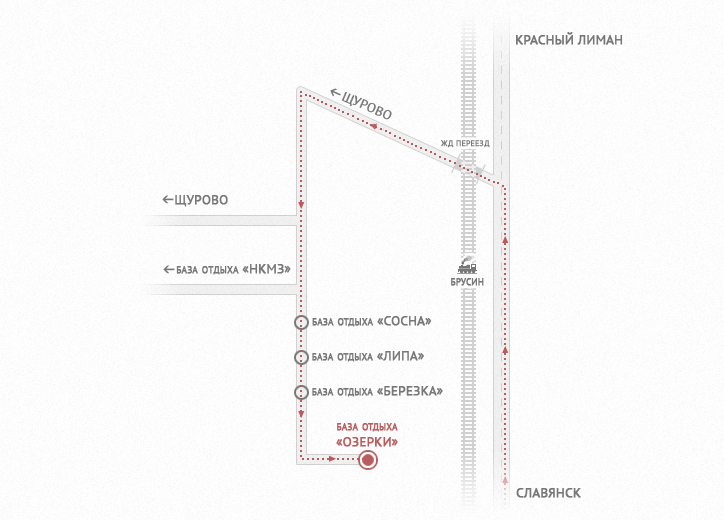 КРАСНЫЙ ЛИМАН
←ЩУРОВО
ЖД ПЕРЕЕЗД
←ЩУРОВО
←БАЗА ОТДЫХА «НКМЗ»
БРУСИН
БАЗА ОТДЫХА «СОСНА»
БАЗА ОТДЫХА «ЛИПА»
БАЗА ОТДЫХА «БЕРЕЗКА»
БАЗА ОТДЫХА
«ОЗЕРКИ»
СЛАВЯНСК